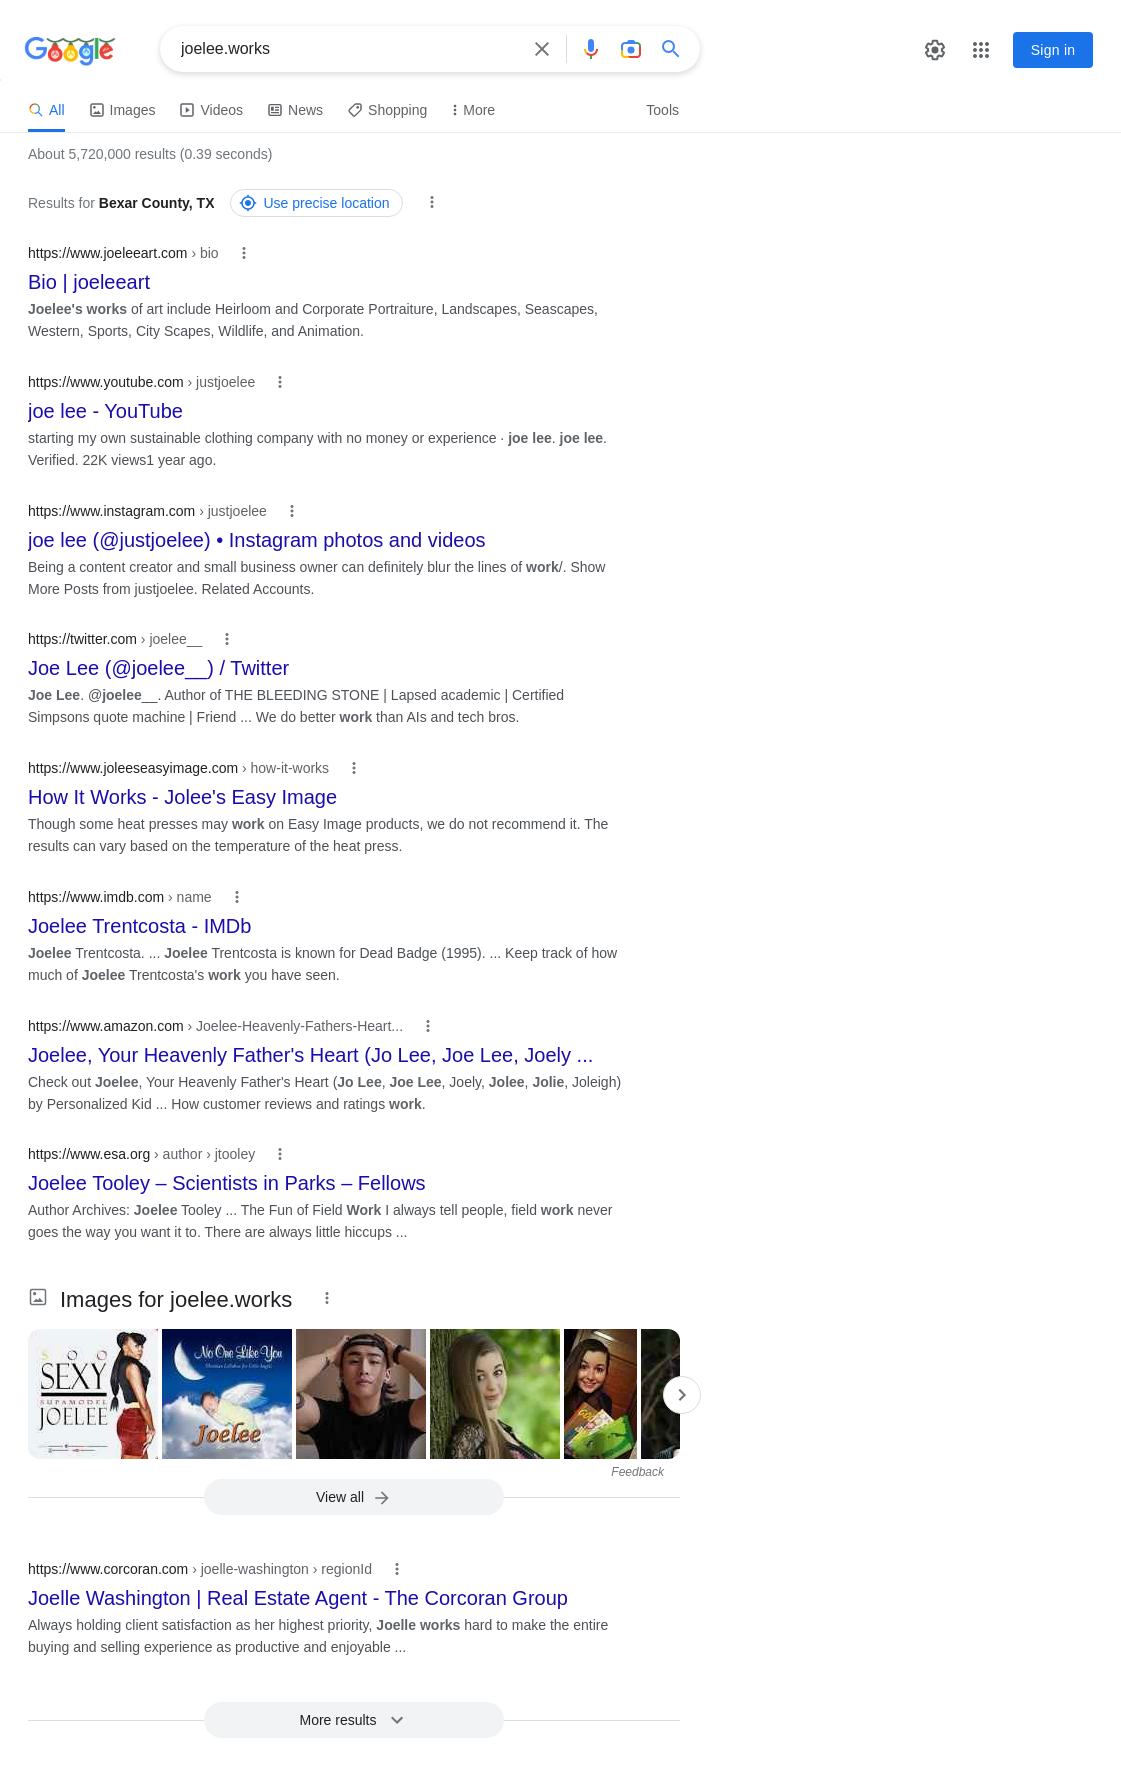 Google
joelee.works
Sign in
All
Images
Videos
News
Shopping
More
Tools
About 5,720,000 results (0.39 seconds)
Results for Bexar County, TX
Use precise location
https://www.joeleeart.com › bio
Bio | joeleeart
Joelee's works of art include Heirloom and Corporate Portraiture, Landscapes, Seascapes,
Western, Sports, City Scapes, Wildlife, and Animation.
https://www.youtube.com › justjoelee
joe lee - YouTube
starting my own sustainable clothing company with no money or experience · joe lee. joe lee.
Verified. 22K views1 year ago.
https://www.instagram.com › justjoelee
joe lee (@justjoelee) • Instagram photos and videos
Being a content creator and small business owner can definitely blur the lines of work/. Show
More Posts from justjoelee. Related Accounts.
https://twitter.com › joelee__
Joe Lee (@joelee__) / Twitter
Joe Lee. @joelee__. Author of THE BLEEDING STONE | Lapsed academic | Certified
Simpsons quote machine | Friend ... We do better work than AIs and tech bros.
https://www.joleeseasyimage.com › how-it-works
How It Works - Jolee's Easy Image
Though some heat presses may work on Easy Image products, we do not recommend it. The
results can vary based on the temperature of the heat press.
https://www.imdb.com › name
Joelee Trentcosta - IMDb
Joelee Trentcosta. ... Joelee Trentcosta is known for Dead Badge (1995). ... Keep track of how
much of Joelee Trentcosta's work you have seen.
https://www.amazon.com › Joelee-Heavenly-Fathers-Heart...
Joelee, Your Heavenly Father's Heart (Jo Lee, Joe Lee, Joely ...
Check out Joelee, Your Heavenly Father's Heart (Jo Lee, Joe Lee, Joely, Jolee, Jolie, Joleigh)
by Personalized Kid ... How customer reviews and ratings work.
https://www.esa.org › author › jtooley
Joelee Tooley – Scientists in Parks – Fellows
Author Archives: Joelee Tooley ... The Fun of Field Work I always tell people, field work never
goes the way you want it to. There are always little hiccups ...
Images for joelee.works
SOO
SEXY
SUPAMODEL
JOELEE
No One Like You
Christian Lullabies for Little Angels
Joelee
Feedback
View all
https://www.corcoran.com › joelle-washington › regionId
Joelle Washington | Real Estate Agent - The Corcoran Group
Always holding client satisfaction as her highest priority, Joelle works hard to make the entire
buying and selling experience as productive and enjoyable ...
More results